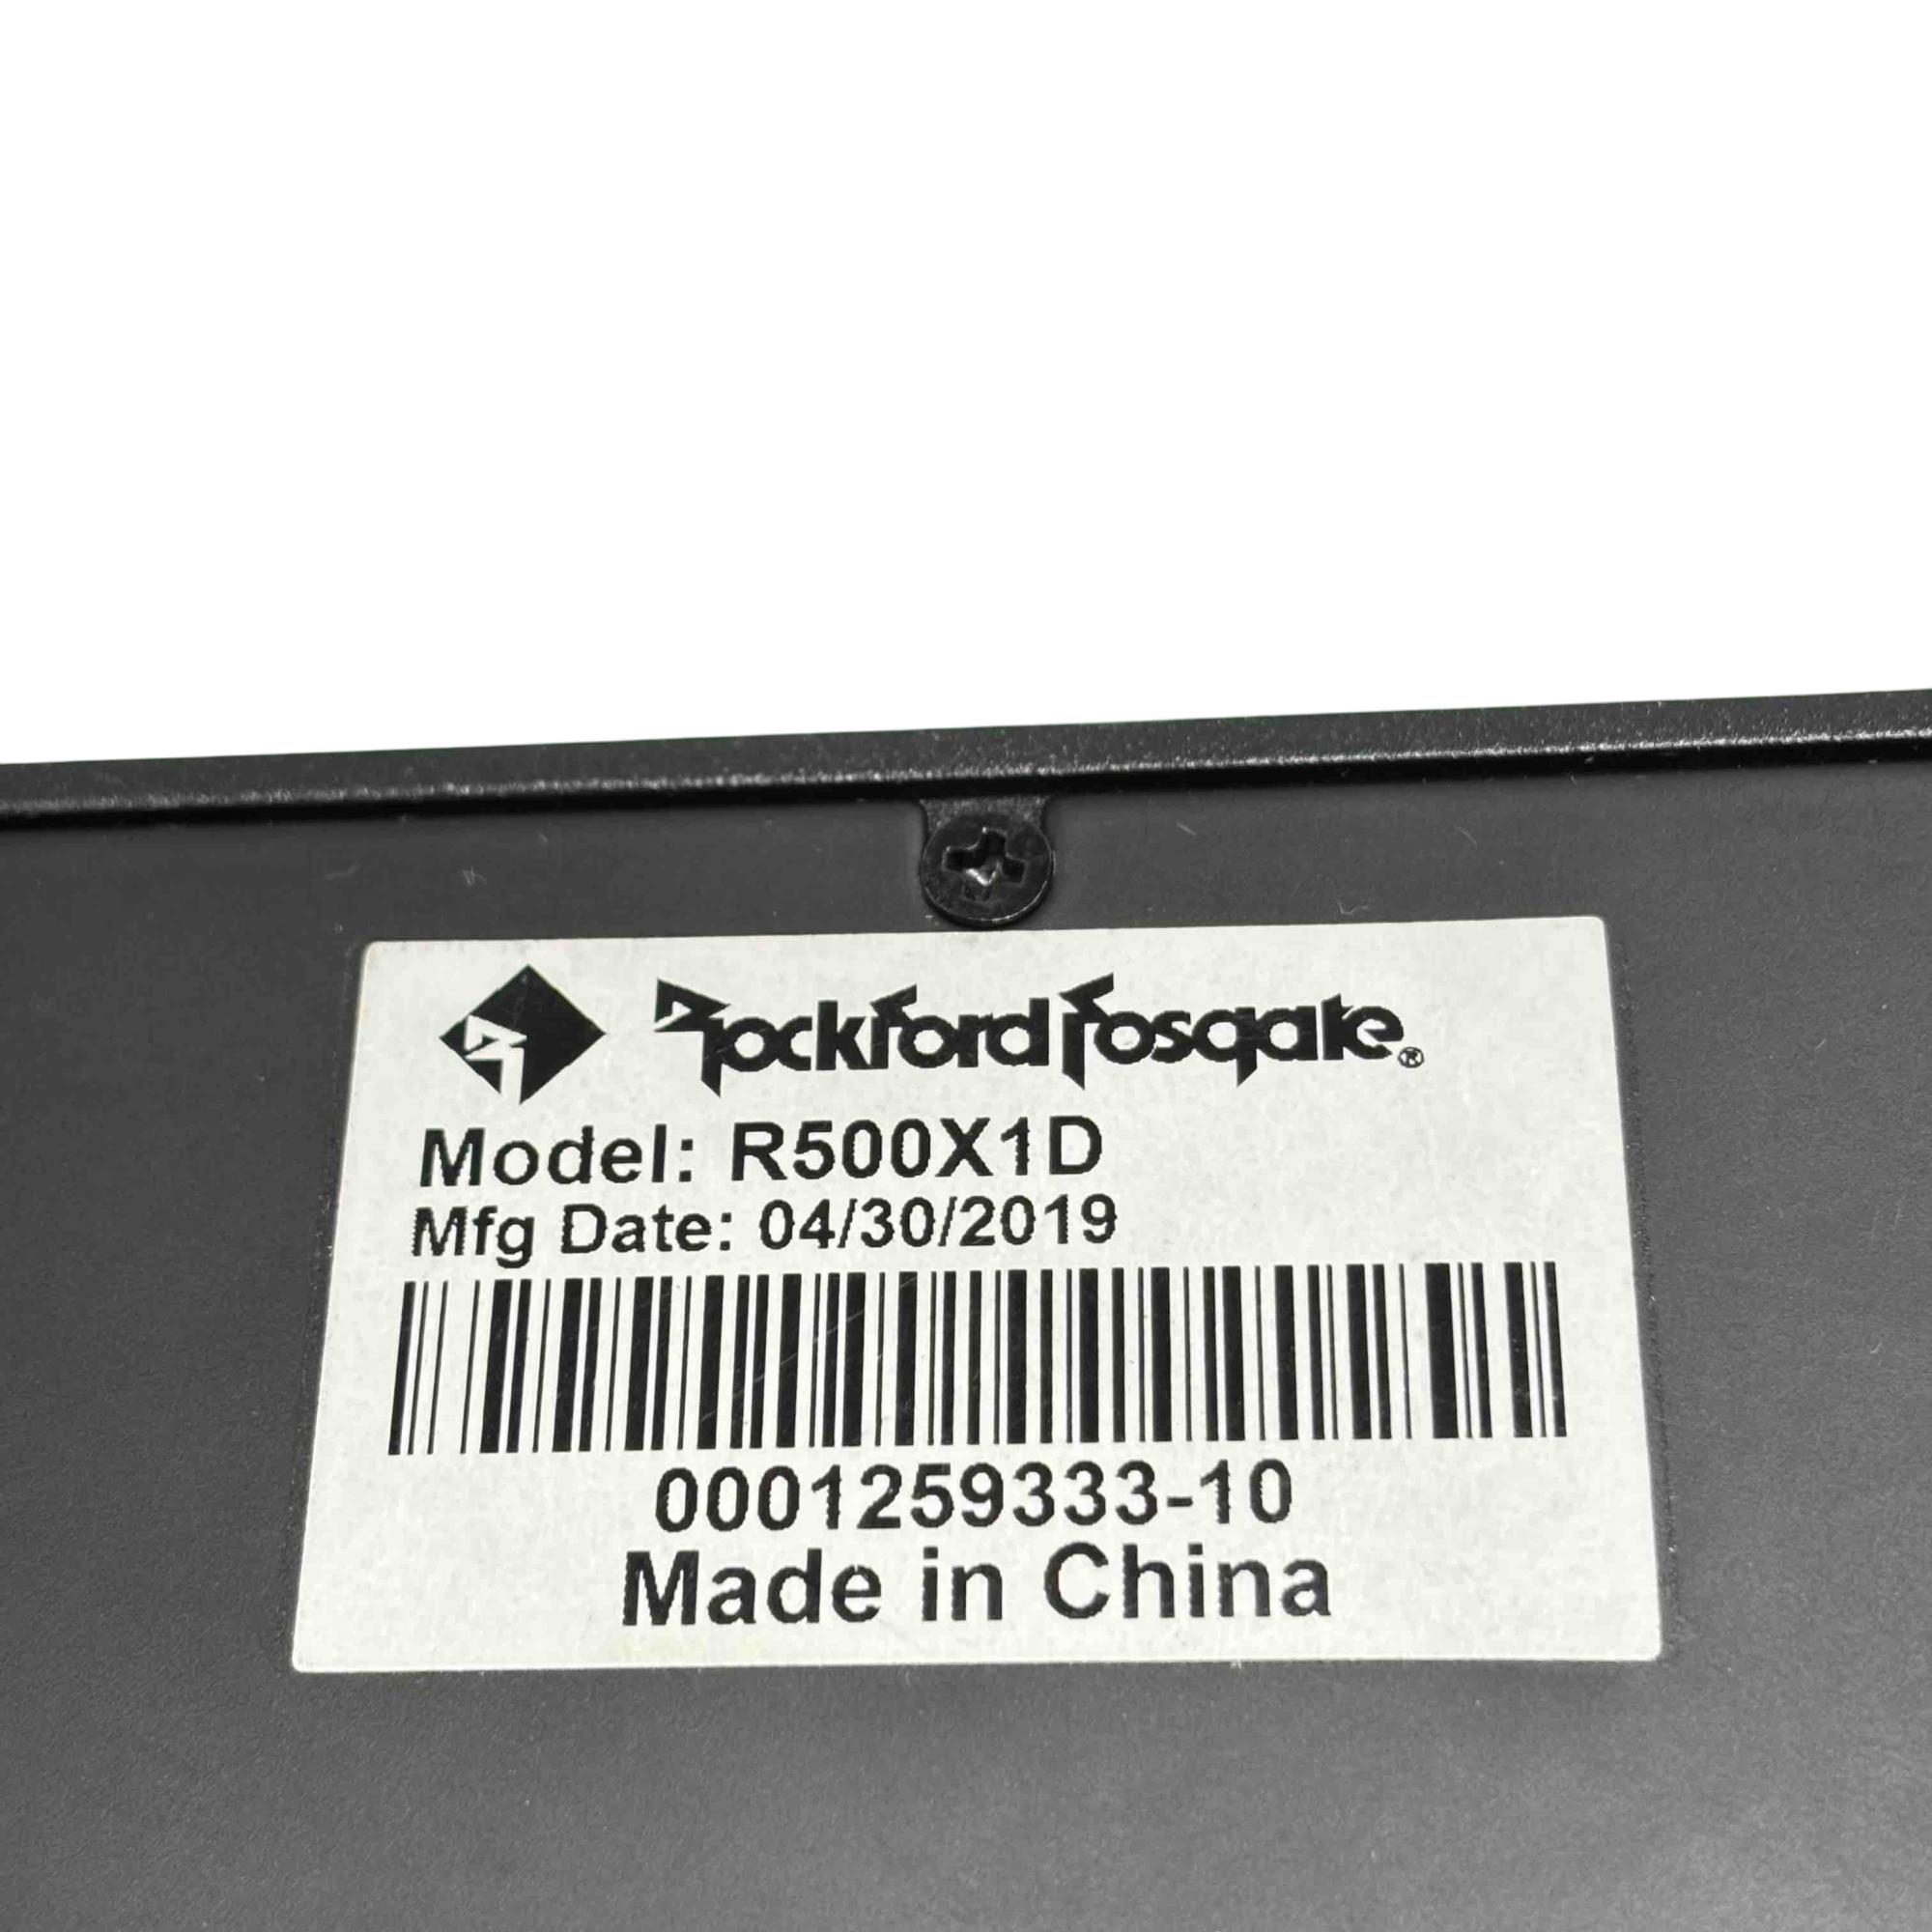 Rockford Fosgate®
Model: R500X1D
Mfg Date: 04/30/2019
0001259333-10
Made in China